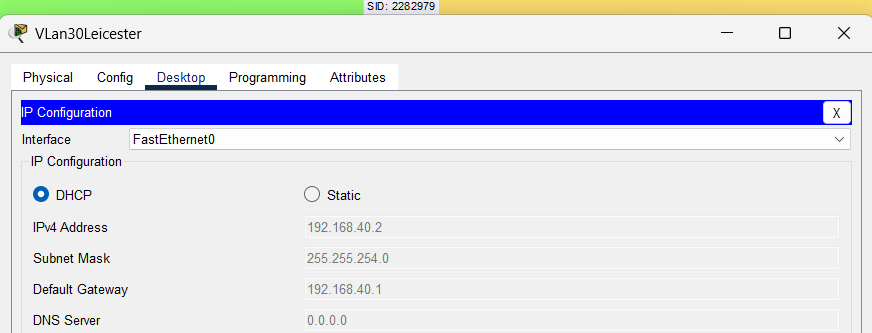 SID: 2282979
VLan30Leicester
Physical Config Desktop Programming Attributes
IP Configuration X
Interface FastEthernet0
IP Configuration
DHCP Static
IPv4 Address 192.168.40.2
Subnet Mask 255.255.254.0
Default Gateway 192.168.40.1
DNS Server 0.0.0.0